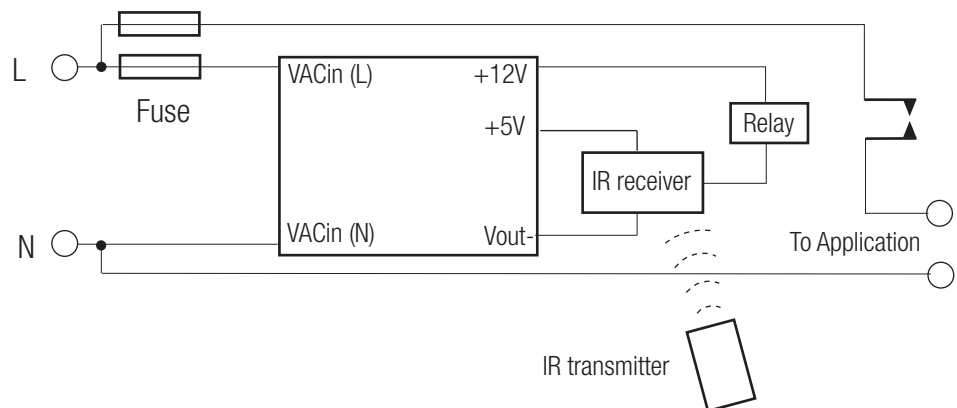 L
Fuse
VACin (L)
+12V
+5V
Relay
IR receiver
N
VACin (N)
Vout-
To Application
IR transmitter